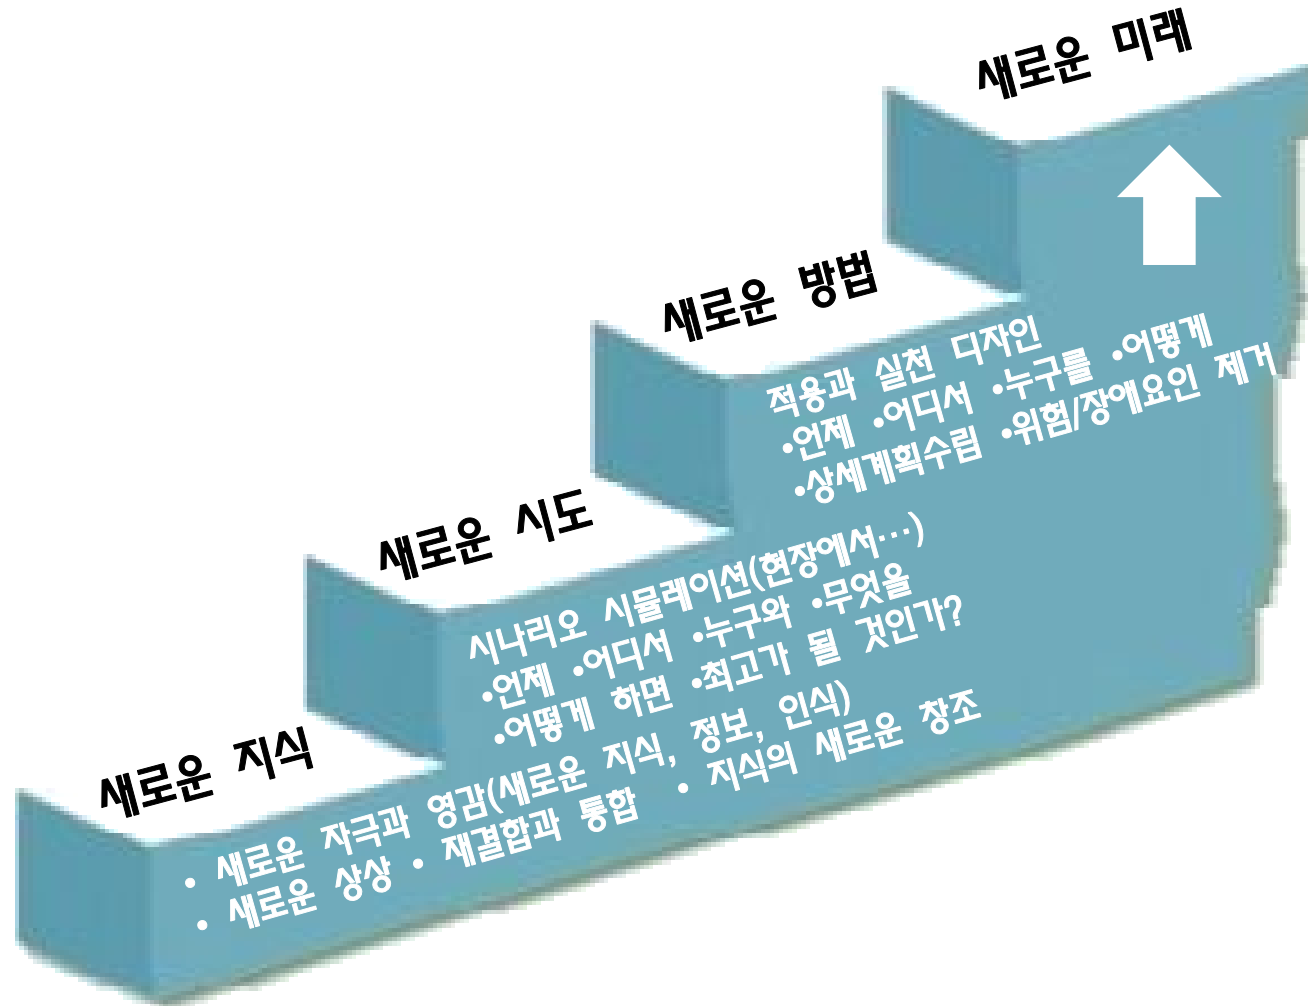 새로운 미래
새로운 방법
적용과 실천 디자인
•언제 •어디서 •누구를 •어떻게
•상세계획수립 •위험/장애요인 제거
새로운 시도
시나리오 시뮬레이션(현장에서…)
•언제 •어디서 •누구와 •무엇을
•어떻게 하면 •최고가 될 것인가?
새로운 지식
• 새로운 자극과 영감(새로운 지식, 정보, 인식)
• 새로운 상상 • 재결합과 통합 • 지식의 새로운 창조